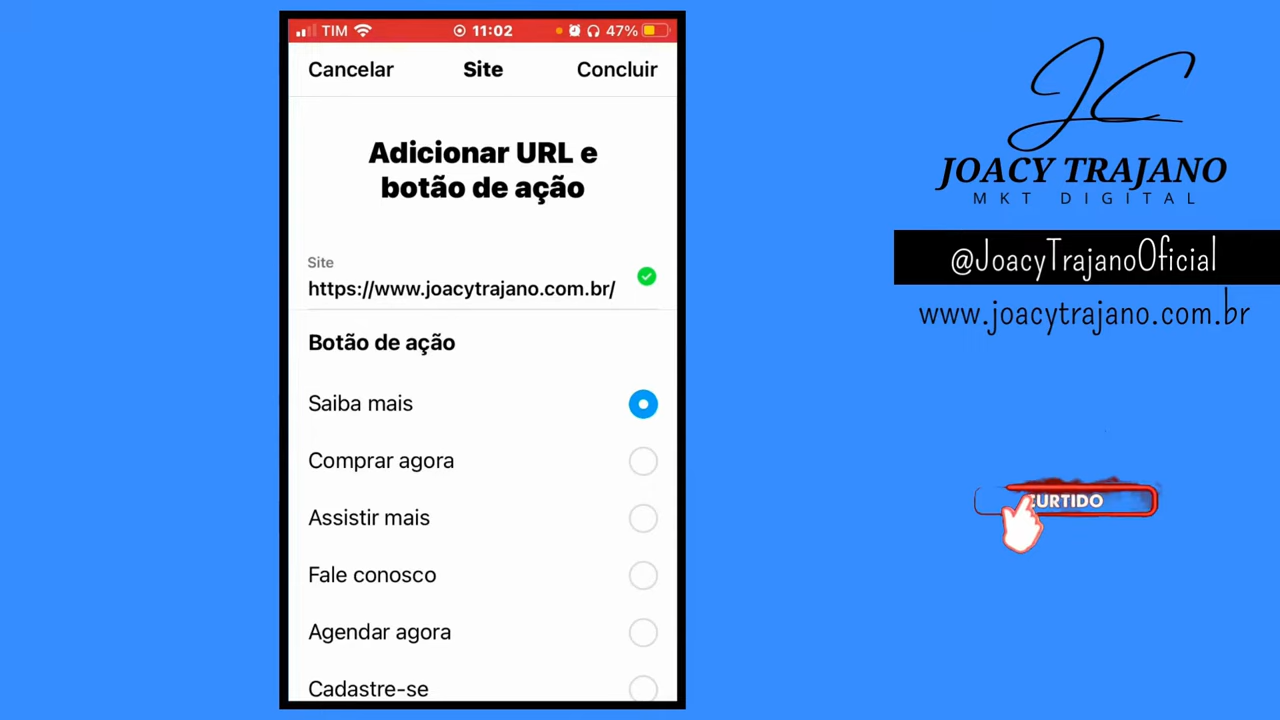 TIM 11:02 47%
Cancelar Site Concluir
Adicionar URL e
botão de ação
Site
https://www.joacytrajano.com.br/
Botão de ação
Saiba mais
Comprar agora
Assistir mais
Fale conosco
Agendar agora
Cadastre-se
JC
JOACY TRAJANO
MKT DIGITAL
@JoacyTrajanoOficial
www.joacytrajano.com.br
CURTIDO